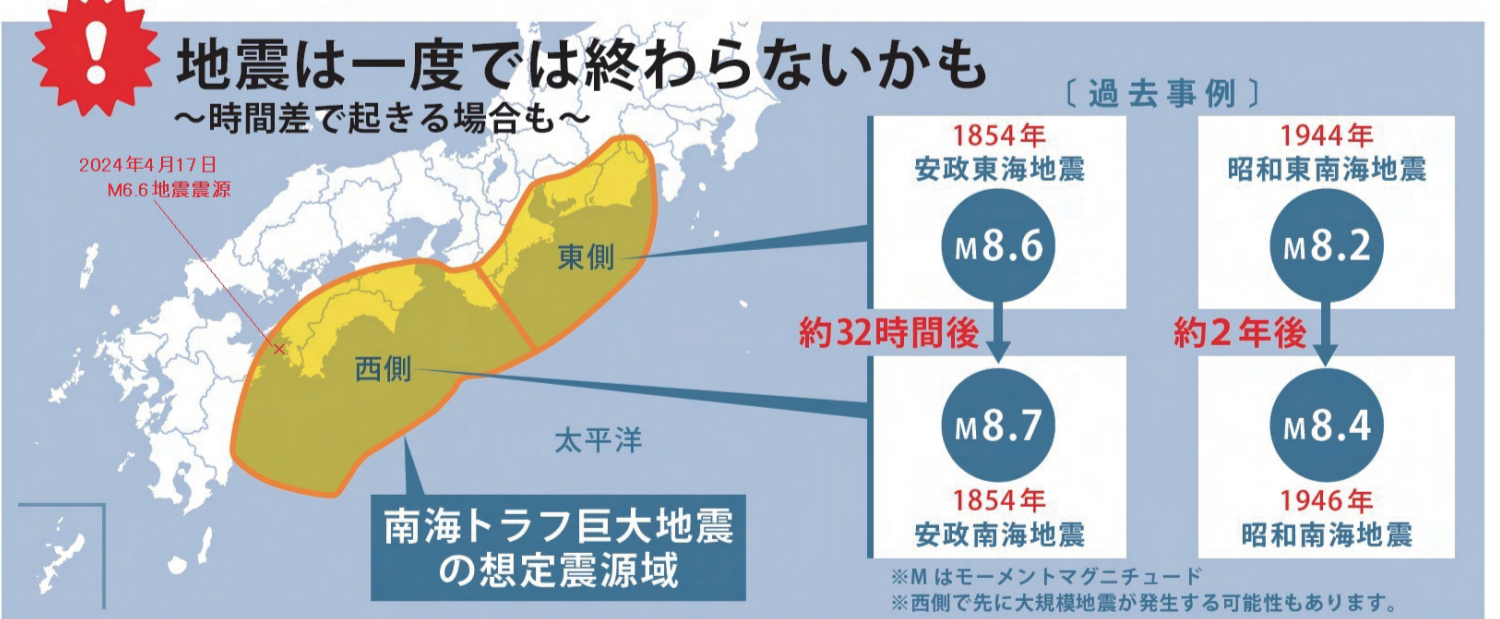 !
地震は一度では終わらないかも
～時間差で起きる場合も～
2024年4月17日
M6.6地震震源
東側
西側
太平洋
南海トラフ巨大地震
の想定震源域
〔過去事例〕
1854年
安政東海地震
M8.6
約32時間後
M8.7
1854年
安政南海地震
1944年
昭和東南海地震
M8.2
約2年後
M8.4
1946年
昭和南海地震
※Mはモーメントマグニチュード
※西側で先に大規模地震が発生する可能性もあります。